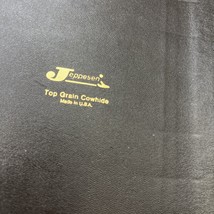 Jeppesen
Top Grain Cowhide
Made in U.S.A.